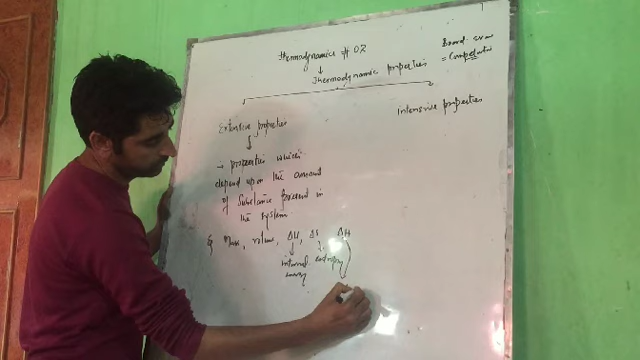 Thermodynamics # 02
Thermodynamic properties
Board exam
= Competative
Extensive properties
Intensive properties
→ properties which
depend upon the amount
of Substance present in
the system
Eg Mass, volume, ΔU, ΔS, ΔH
internal entropy
energy